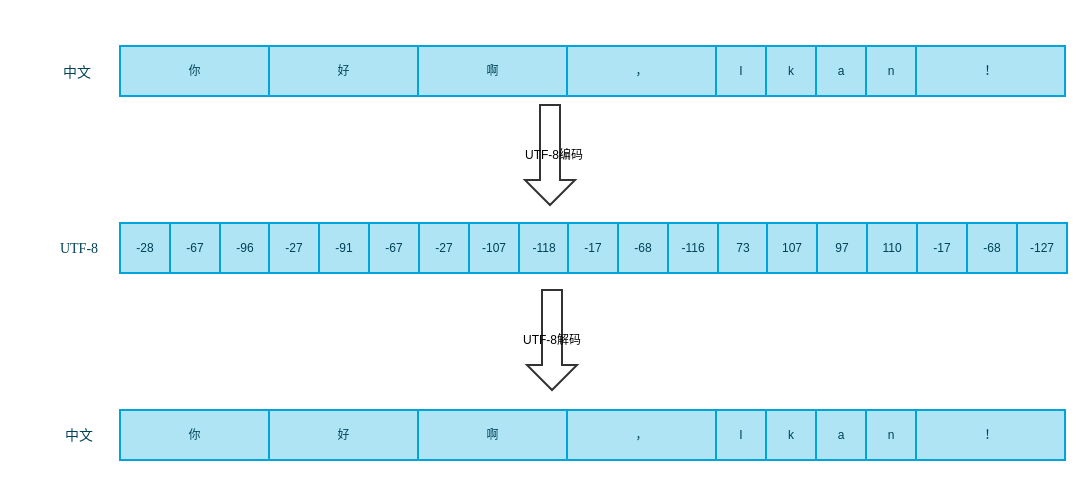 中文 你 好 啊 ， I k a n ！
UTF-8编码
UTF-8 -28 -67 -96 -27 -91 -67 -27 -107 -118 -17 -68 -116 73 107 97 110 -17 -68 -127
UTF-8解码
中文 你 好 啊 ， I k a n ！